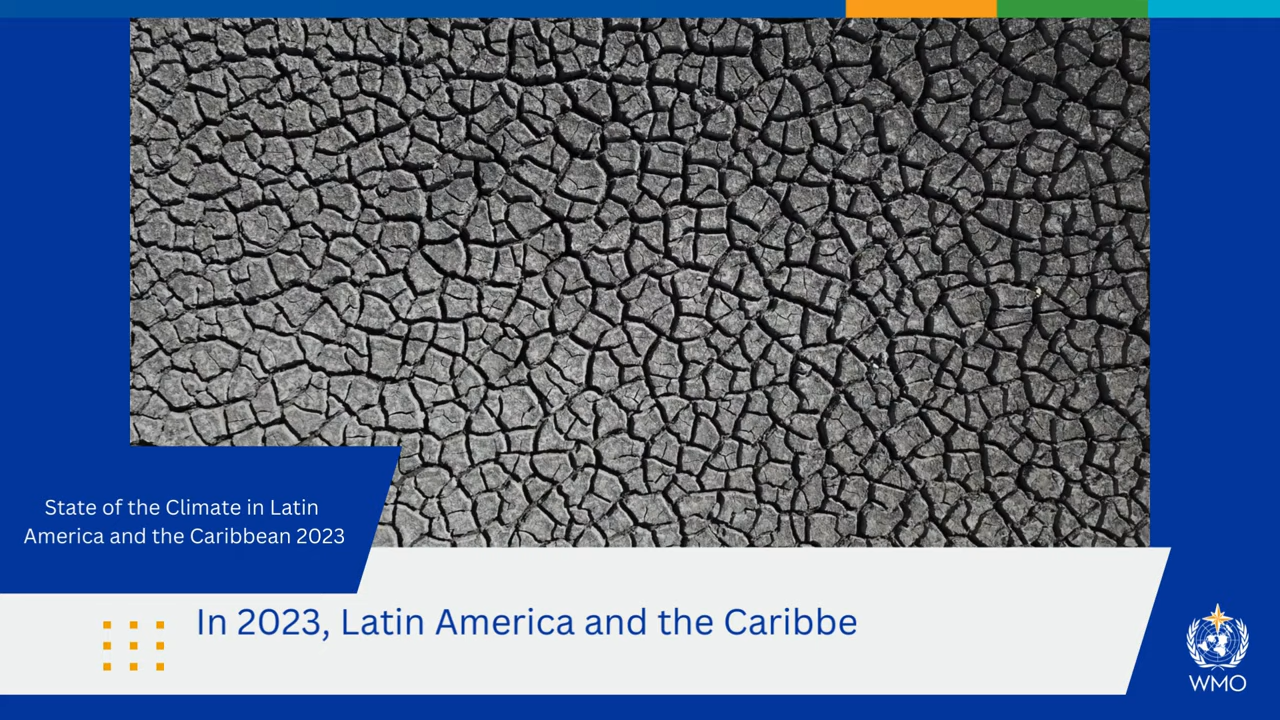 State of the Climate in Latin
America and the Caribbean 2023
In 2023, Latin America and the Caribbe
WMO